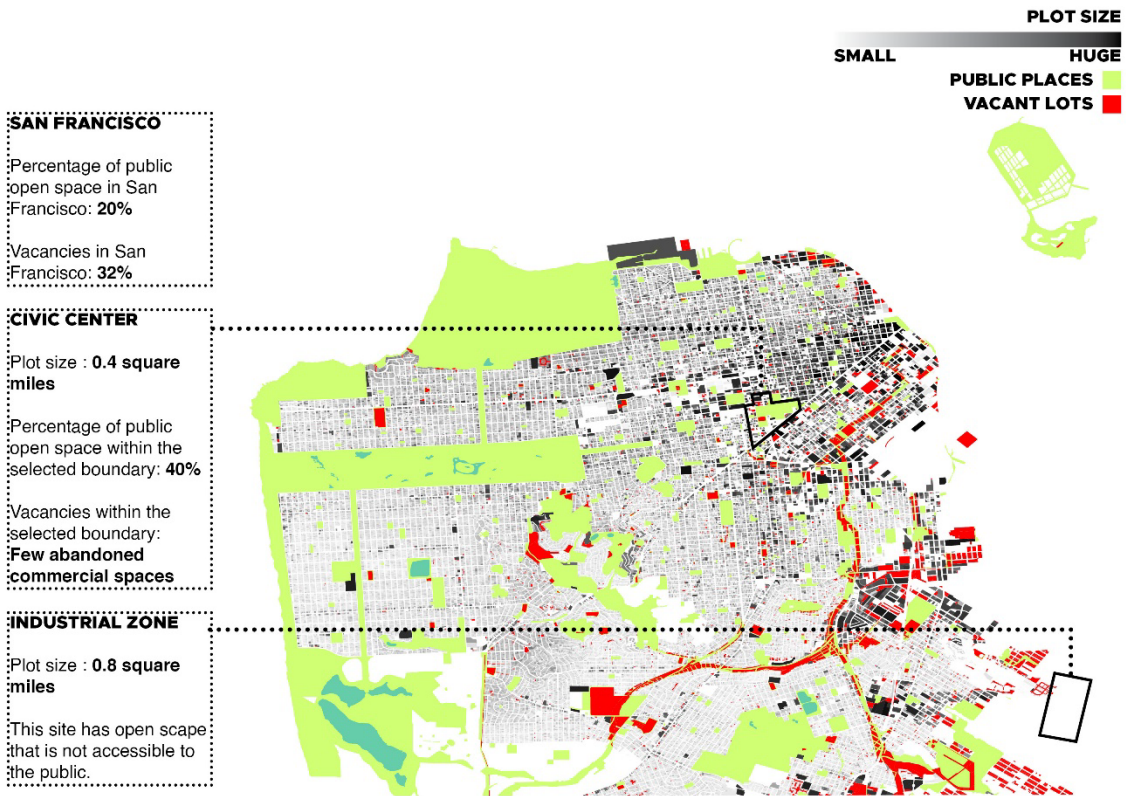 PLOT SIZE
SMALL HUGE
PUBLIC PLACES
VACANT LOTS
SAN FRANCISCO
Percentage of public
open space in San
Francisco: 20%
Vacancies in San
Francisco: 32%
CIVIC CENTER
Plot size : 0.4 square
miles
Percentage of public
open space within the
selected boundary: 40%
Vacancies within the
selected boundary:
Few abandoned
commercial spaces
INDUSTRIAL ZONE
Plot size : 0.8 square
miles
This site has open scape
that is not accessible to
the public.